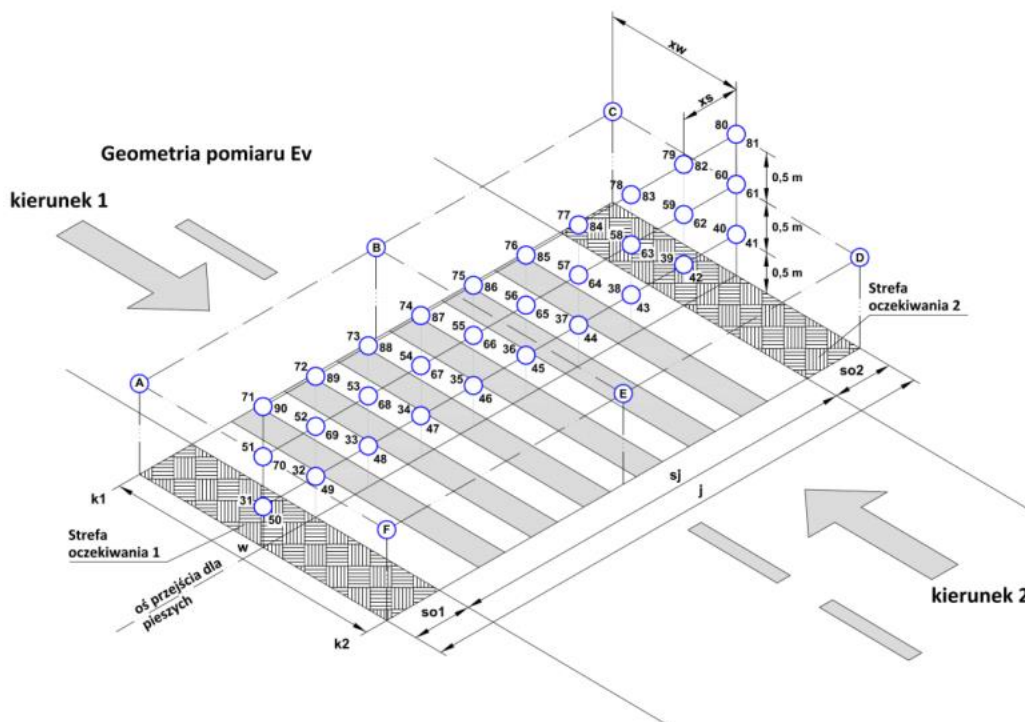 Geometria pomiaru Ev
kierunek 1
kierunek 2
xw
xs
C
80
81
79
82
0,5 m
78
83
60
61
59
62
0,5 m
77
84
58
63
40
41
39
42
0,5 m
76
85
57
64
38
43
D
B
75
86
56
65
37
44
Strefa
oczekiwania 2
74
87
55
66
36
45
73
88
54
67
35
46
A
72
89
53
68
34
47
E
so2
71
90
52
69
33
48
51
70
32
49
sj
j
31
50
F
k1
w
Strefa
oczekiwania 1
oś przejścia dla
pieszych
so1
k2